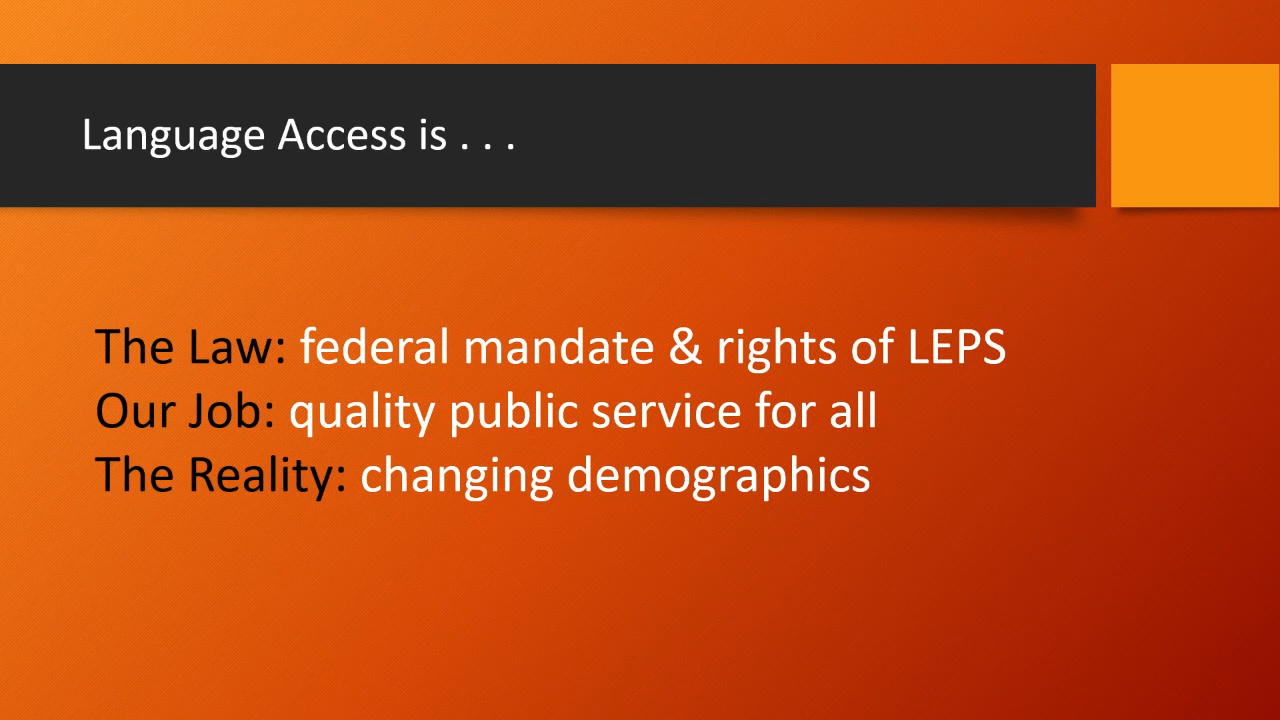 Language Access is . . .
The Law: federal mandate & rights of LEPS
Our Job: quality public service for all
The Reality: changing demographics